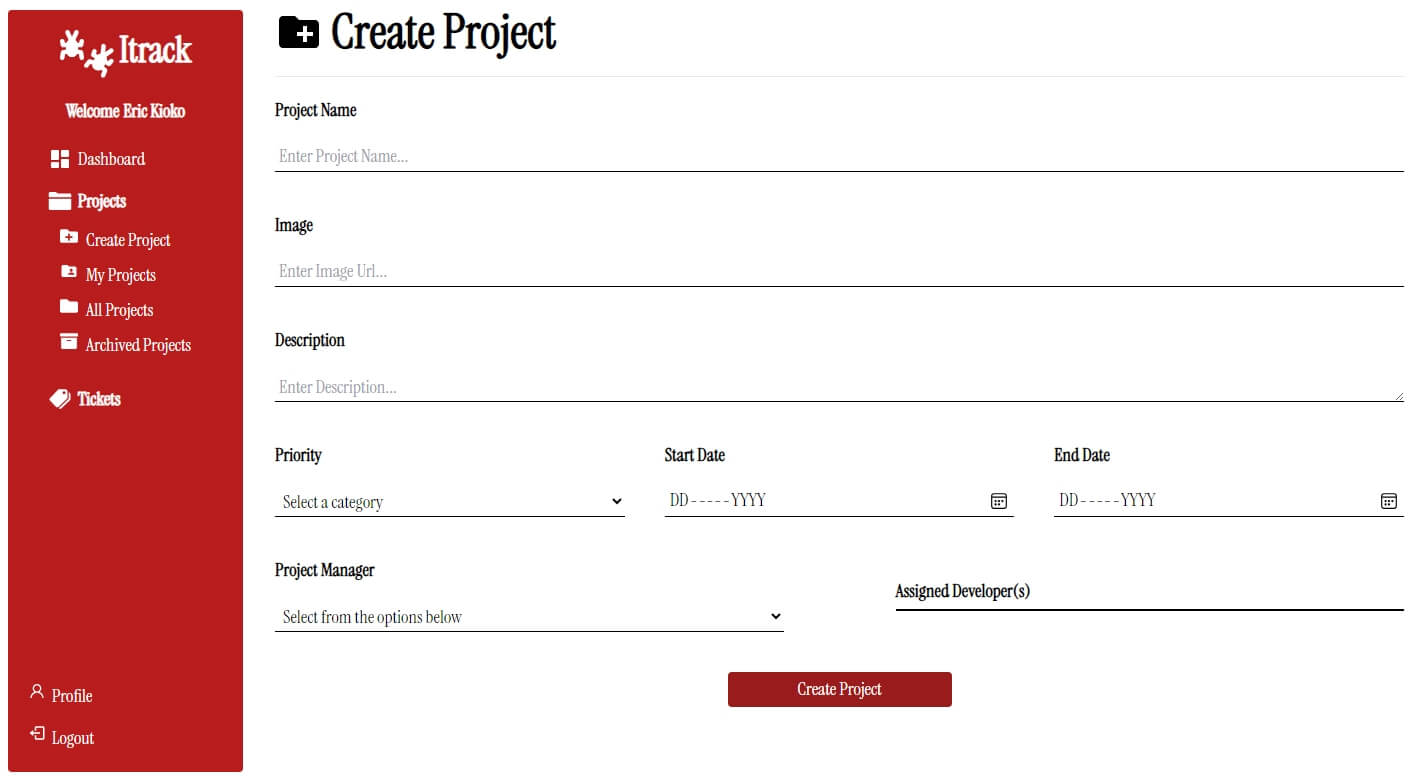 Itrack
Welcome Eric Kioko
Dashboard
Projects
Create Project
My Projects
All Projects
Archived Projects
Tickets
Profile
Logout
Create Project
Project Name
Enter Project Name...
Image
Enter Image Url...
Description
Enter Description...
Priority
Select a category
Start Date
DD-----YYYY
End Date
DD-----YYYY
Project Manager
Select from the options below
Assigned Developer(s)
Create Project